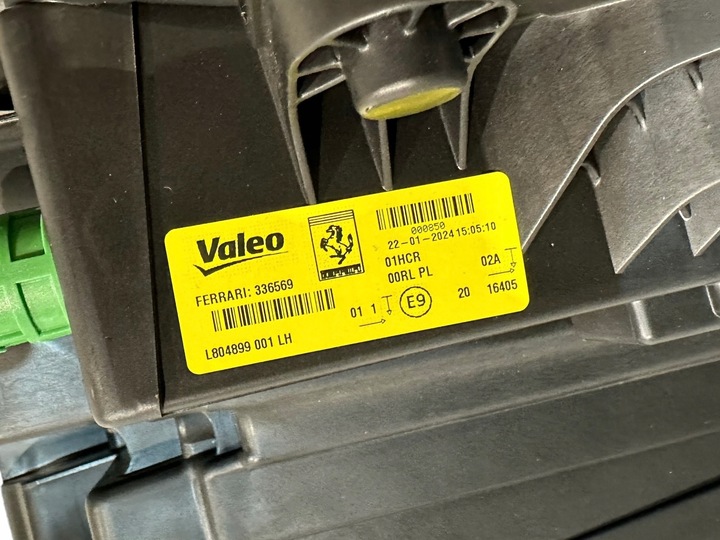 Valeo
FERRARI: 336569
L804899 001 LH
000850
22-01-2024 15:05:10
01HCR 02A
00RL PL
01 1 E9 20 16405